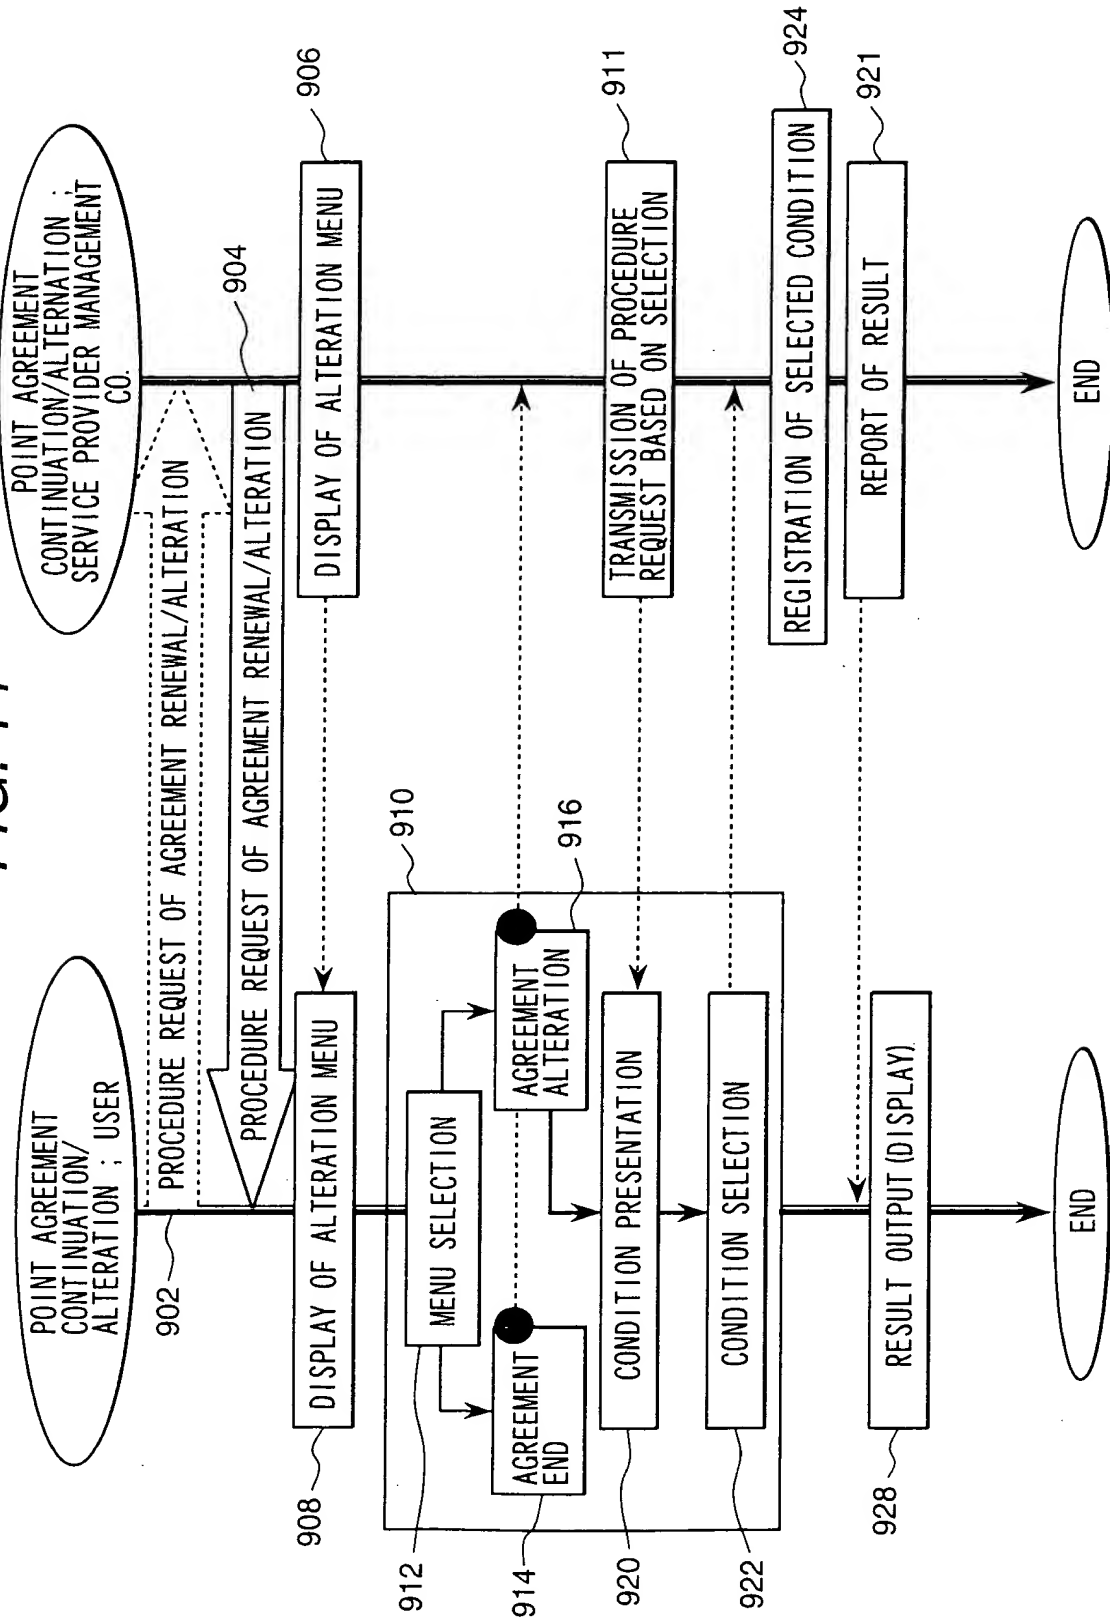 POINT AGREEMENT
CONTINUATION/
ALTERATION ; USER
POINT AGREEMENT
CONTINUATION/ALTERNATION ;
SERVICE PROVIDER MANAGEMENT
CO.
902
PROCEDURE REQUEST OF AGREEMENT RENEWAL/ALTERATION
904
PROCEDURE REQUEST OF AGREEMENT RENEWAL/ALTERATION
908
DISPLAY OF ALTERATION MENU
DISPLAY OF ALTERATION MENU
906
910
912
MENU SELECTION
914
AGREEMENT
END
AGREEMENT
ALTERATION
916
920
CONDITION PRESENTATION
TRANSMISSION OF PROCEDURE
REQUEST BASED ON SELECTION
911
922
CONDITION SELECTION
REGISTRATION OF SELECTED CONDITION
924
928
RESULT OUTPUT(DISPLAY)
REPORT OF RESULT
921
END
END